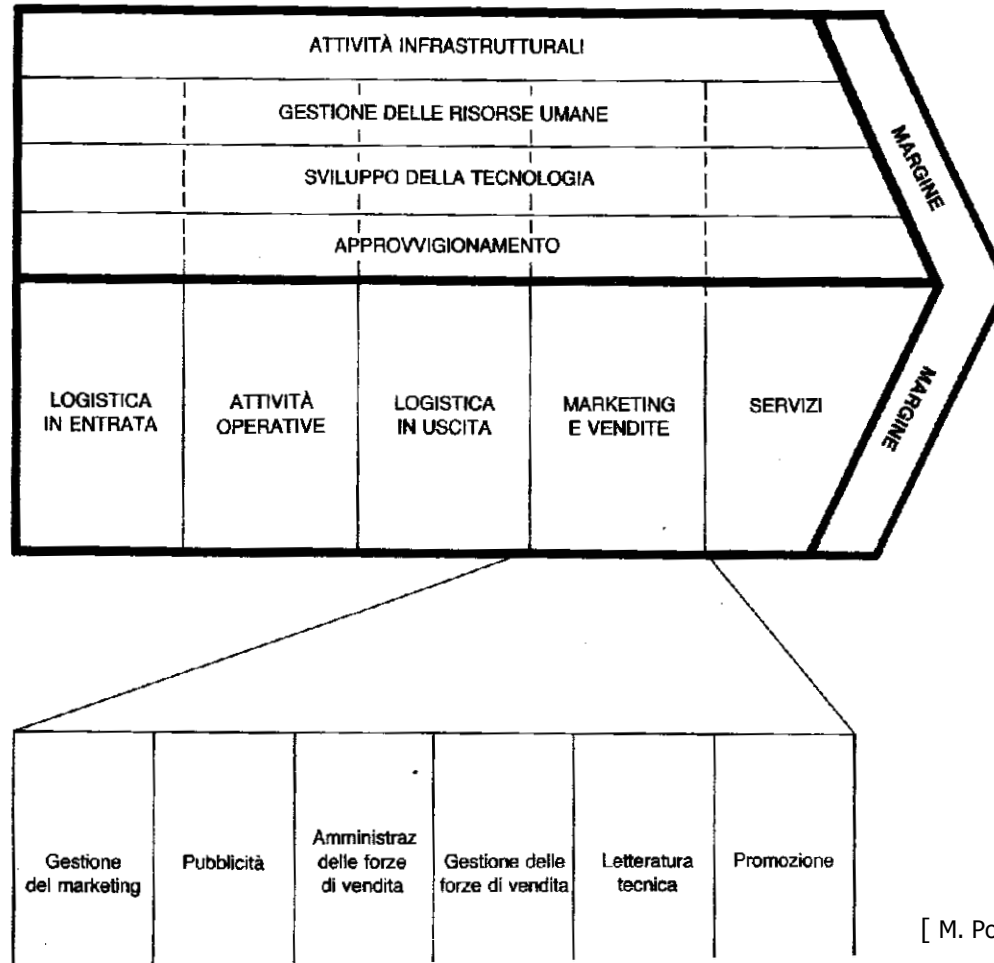 ATTIVITÀ INFRASTRUTTURALI
GESTIONE DELLE RISORSE UMANE
SVILUPPO DELLA TECNOLOGIA
APPROVVIGIONAMENTO
MARGINE
LOGISTICA
IN ENTRATA
ATTIVITÀ
OPERATIVE
LOGISTICA
IN USCITA
MARKETING
E VENDITE
SERVIZI
MARGINE
Gestione
del marketing
Pubblicità
Amministraz
delle forze
di vendita
Gestione delle
forze di vendita
Letteratura
tecnica
Promozione
[ M. Po